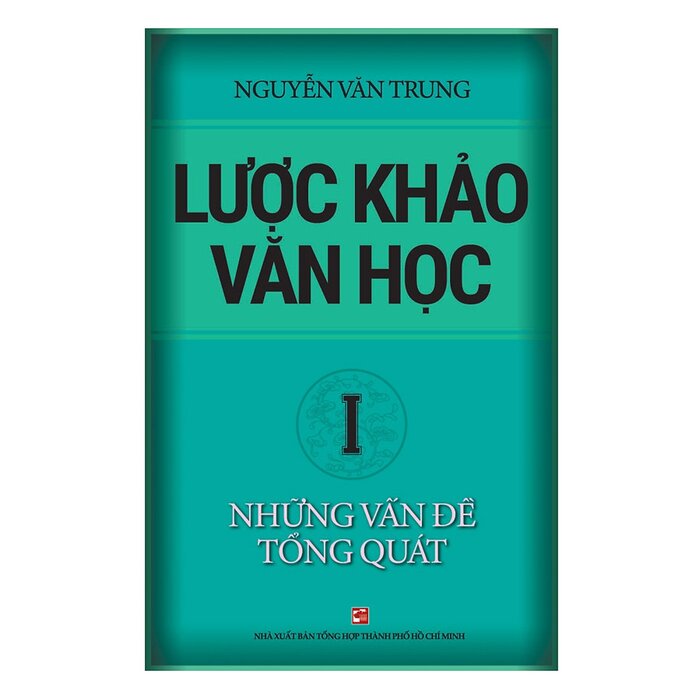 NGUYỄN VĂN TRUNG
LƯỢC KHẢO
VĂN HỌC
I
NHỮNG VẤN ĐỀ
TỔNG QUÁT
NHÀ XUẤT BẢN TỔNG HỢP THÀNH PHỐ HỒ CHÍ MINH